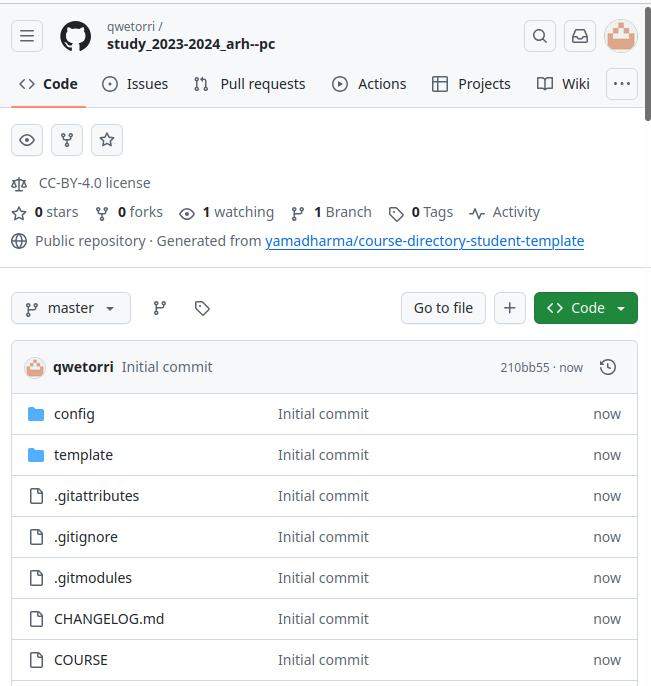 qwetorri /
study_2023-2024_arh--pc
Code Issues Pull requests Actions Projects Wiki
CC-BY-4.0 license
0 stars 0 forks 1 watching 1 Branch 0 Tags Activity
Public repository · Generated from yamadharma/course-directory-student-template
master Go to file Code
qwetorri Initial commit 210bb55 · now
config Initial commit now
template Initial commit now
.gitattributes Initial commit now
.gitignore Initial commit now
.gitmodules Initial commit now
CHANGELOG.md Initial commit now
COURSE Initial commit now